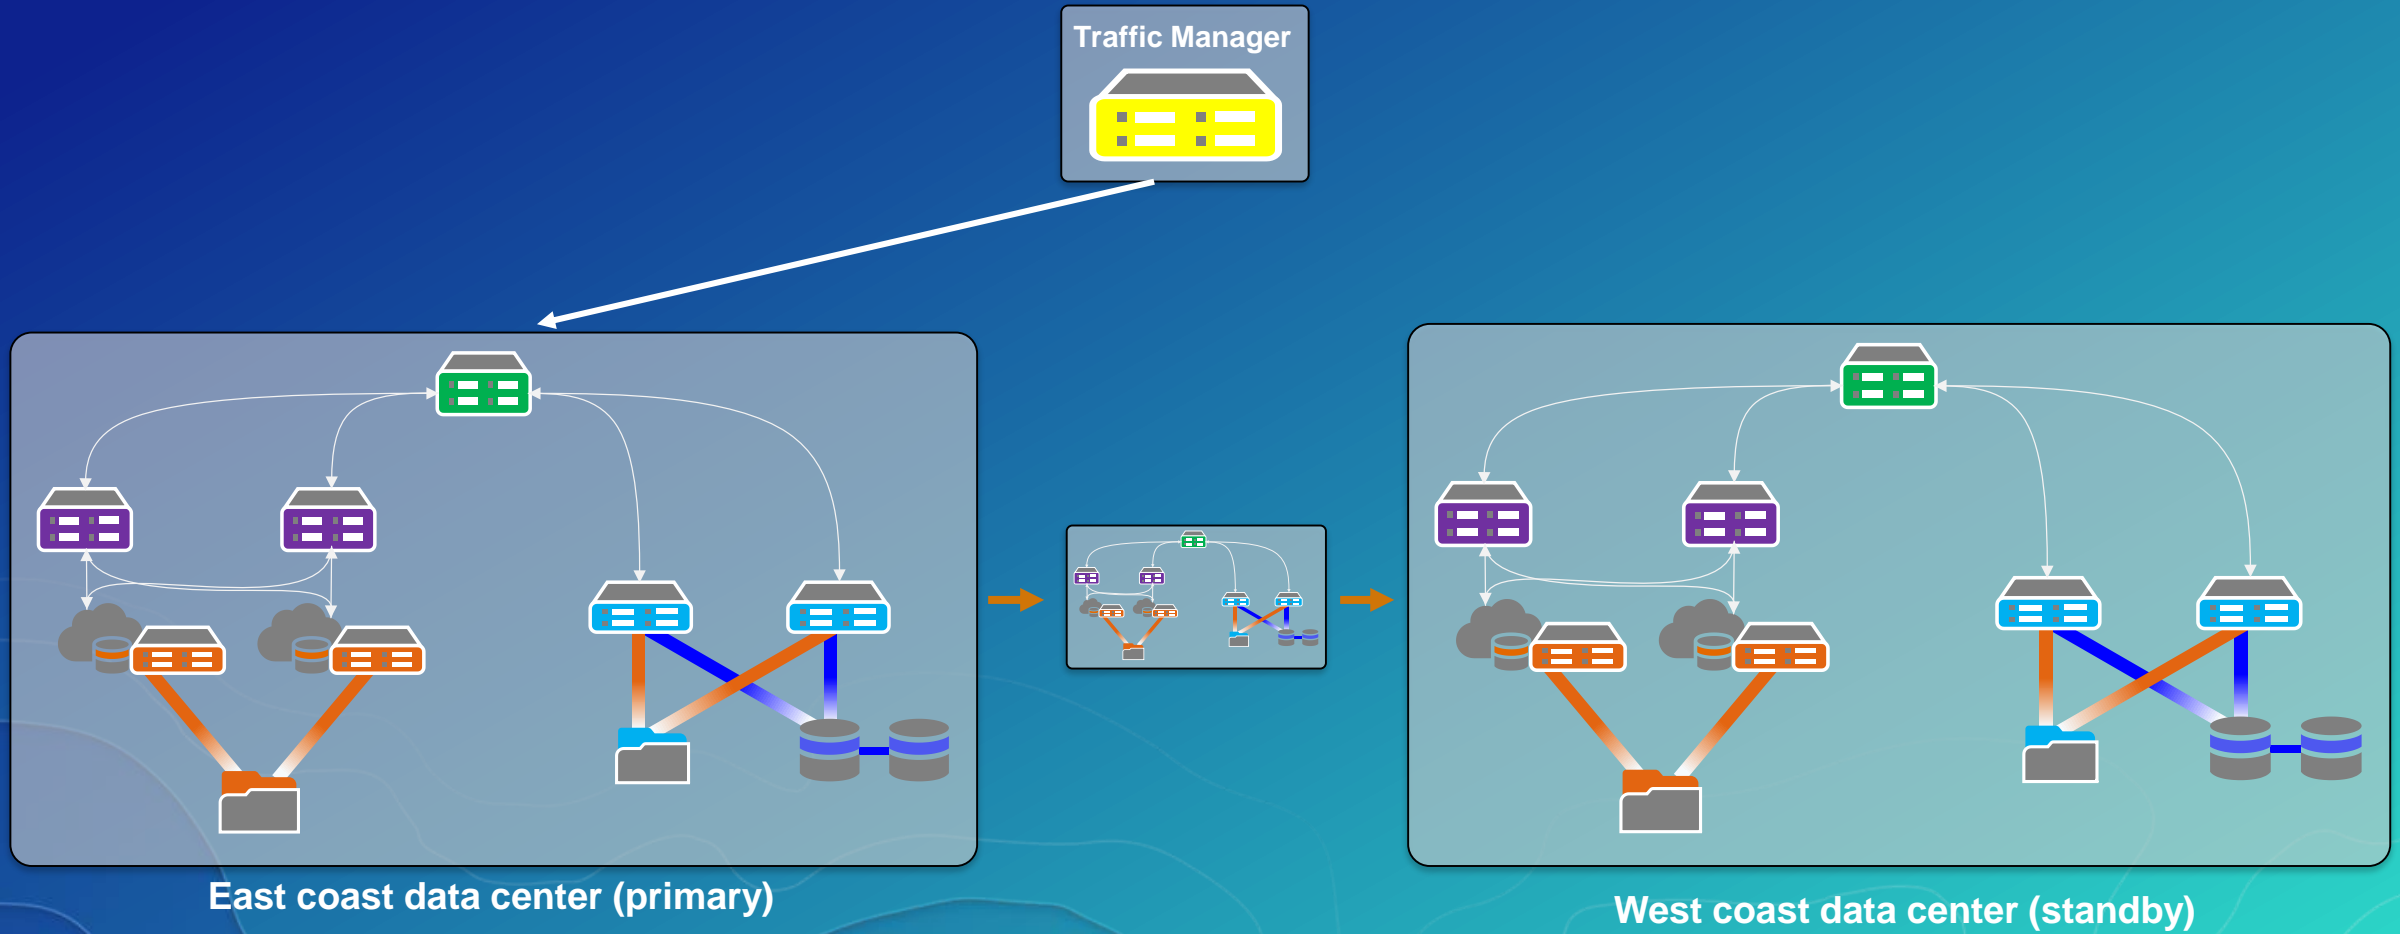 Traffic Manager
East coast data center (primary)
West coast data center (standby)